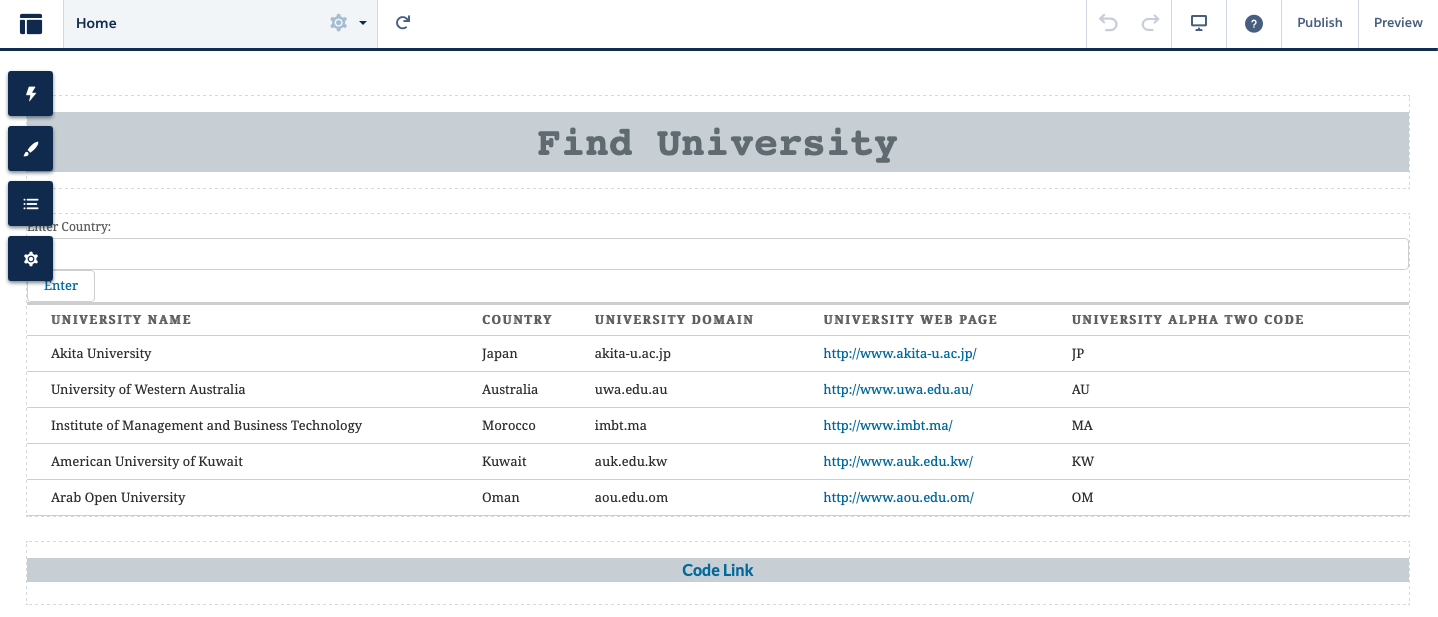 Home
? Publish Preview
Find University
Enter Country:
Enter
UNIVERSITY NAME COUNTRY UNIVERSITY DOMAIN UNIVERSITY WEB PAGE UNIVERSITY ALPHA TWO CODE
Akita University Japan akita-u.ac.jp http://www.akita-u.ac.jp/ JP
University of Western Australia Australia uwa.edu.au http://www.uwa.edu.au/ AU
Institute of Management and Business Technology Morocco imbt.ma http://www.imbt.ma/ MA
American University of Kuwait Kuwait auk.edu.kw http://www.auk.edu.kw/ KW
Arab Open University Oman aou.edu.om http://www.aou.edu.om/ OM
Code Link